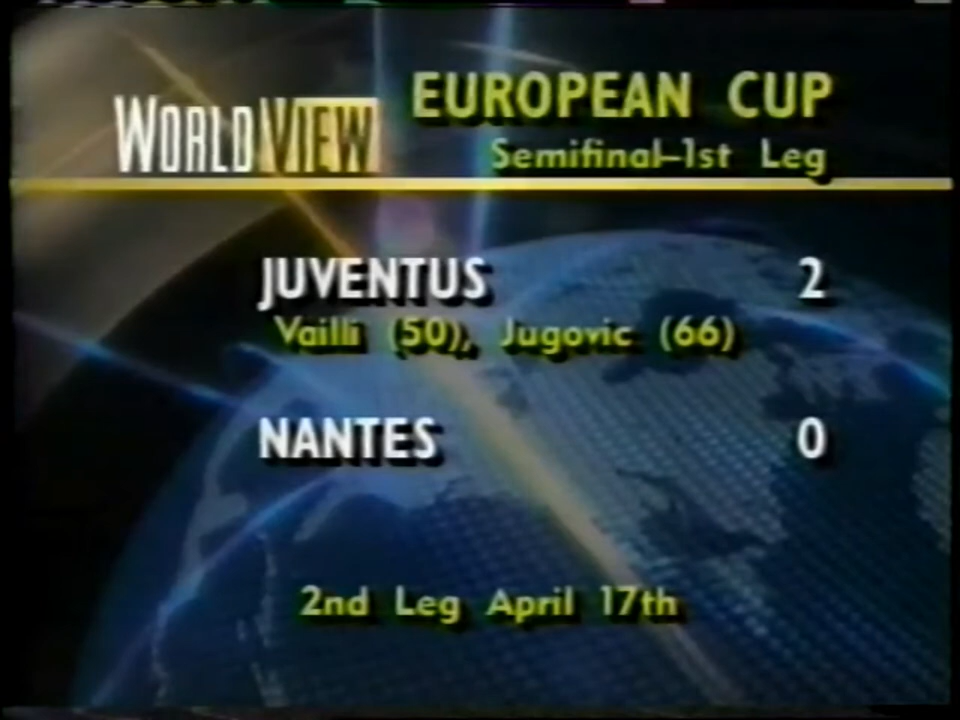 WORLDVIEW
EUROPEAN CUP
Semifinal–1st Leg
JUVENTUS 2
Vailli (50), Jugovic (66)
NANTES 0
2nd Leg April 17th